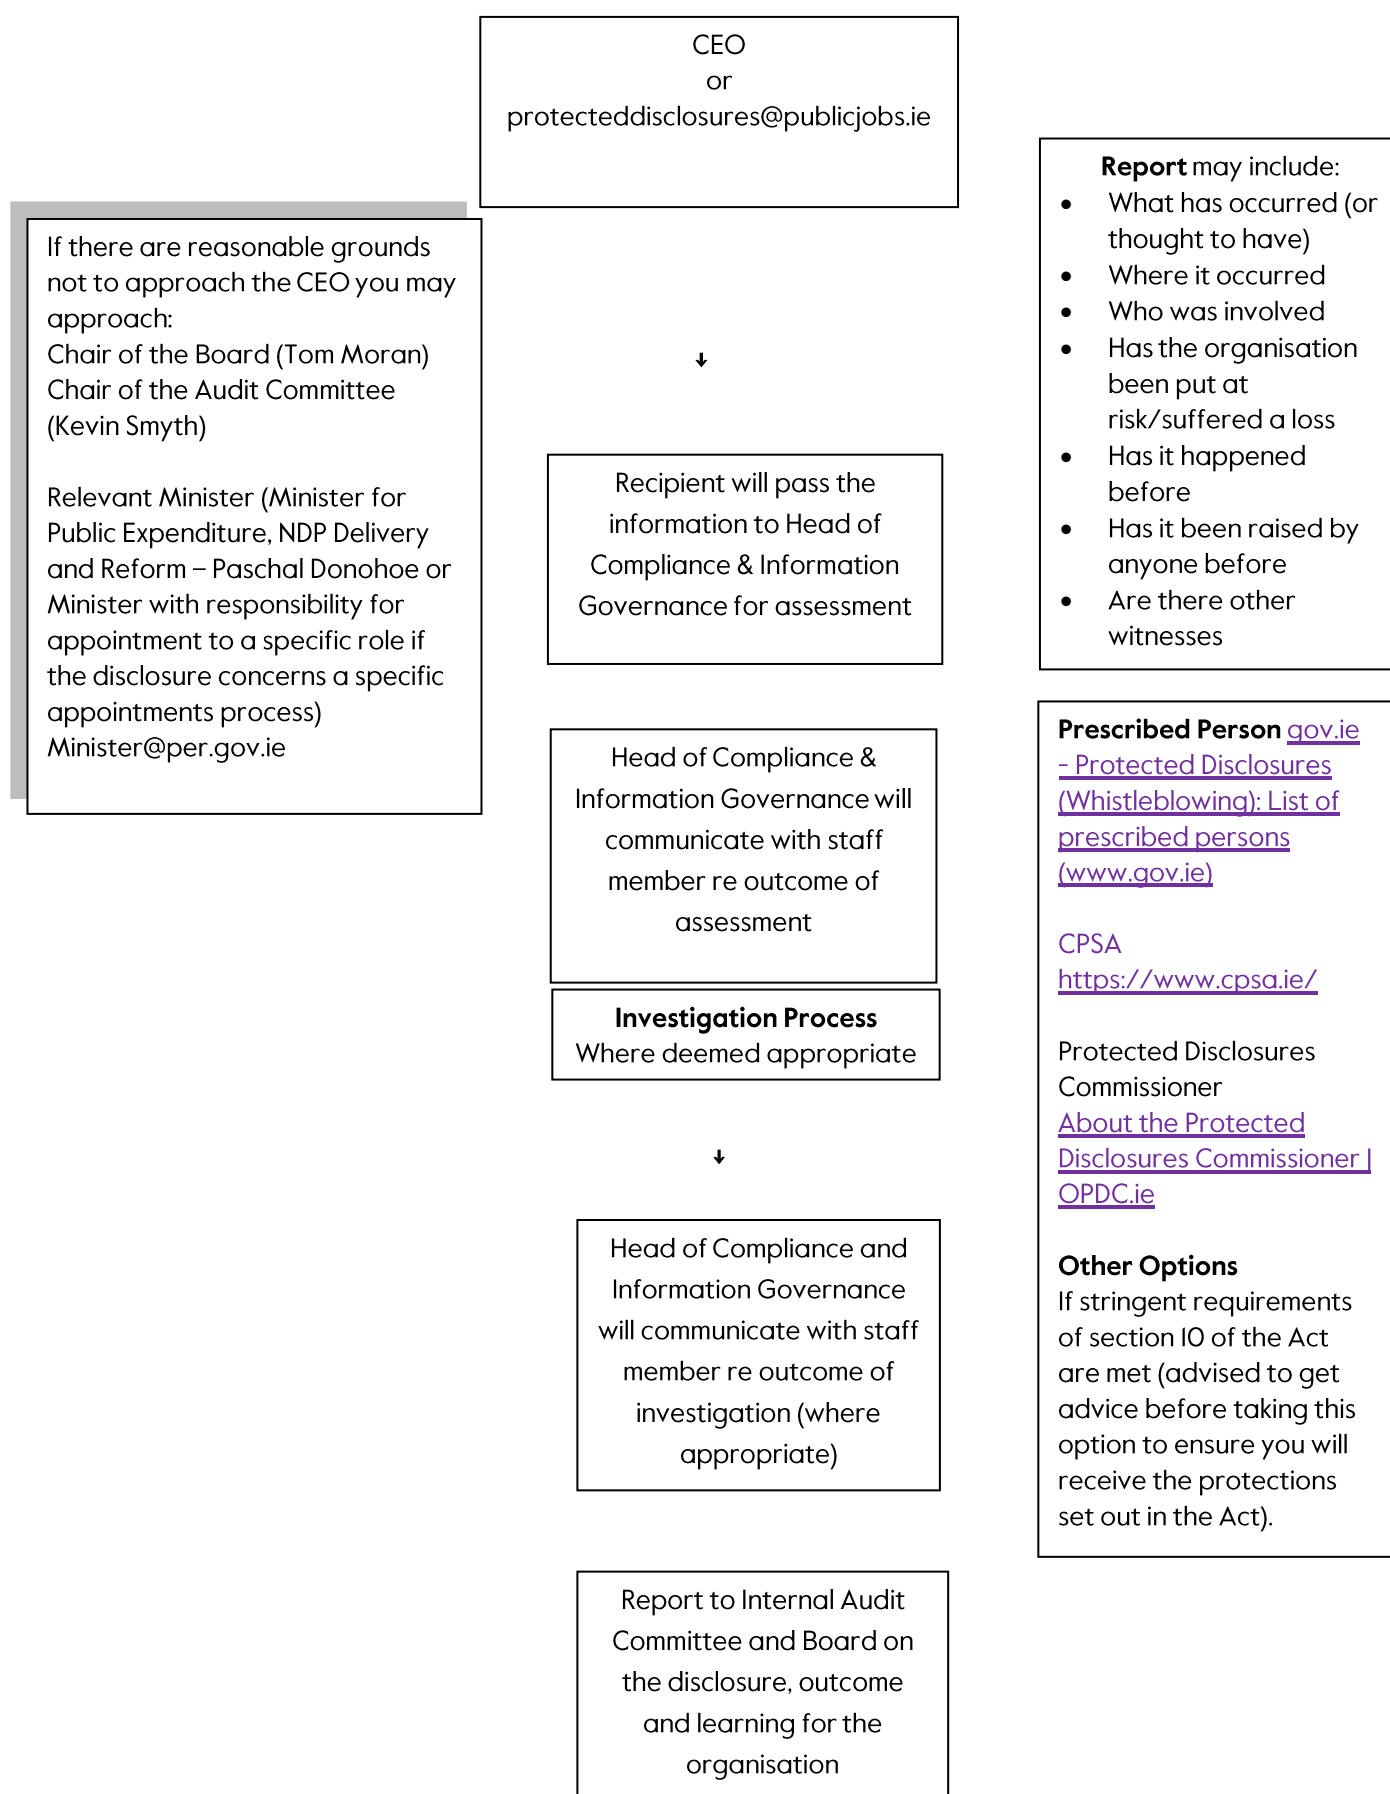 CEO
or
protecteddisclosures@publicjobs.ie
If there are reasonable grounds
not to approach the CEO you may
approach:
Chair of the Board (Tom Moran)
Chair of the Audit Committee
(Kevin Smyth)
Relevant Minister (Minister for
Public Expenditure, NDP Delivery
and Reform – Paschal Donohoe or
Minister with responsibility for
appointment to a specific role if
the disclosure concerns a specific
appointments process)
Minister@per.gov.ie
Recipient will pass the
information to Head of
Compliance & Information
Governance for assessment
Head of Compliance &
Information Governance will
communicate with staff
member re outcome of
assessment
Investigation Process
Where deemed appropriate
Head of Compliance and
Information Governance
will communicate with staff
member re outcome of
investigation (where
appropriate)
Report to Internal Audit
Committee and Board on
the disclosure, outcome
and learning for the
organisation
Report may include:
• What has occurred (or
thought to have)
• Where it occurred
• Who was involved
• Has the organisation
been put at
risk/suffered a loss
• Has it happened
before
• Has it been raised by
anyone before
• Are there other
witnesses
Prescribed Person gov.ie
- Protected Disclosures
(Whistleblowing): List of
prescribed persons
(www.gov.ie)
CPSA
https://www.cpsa.ie/
Protected Disclosures
Commissioner
About the Protected
Disclosures Commissioner |
OPDC.ie
Other Options
If stringent requirements
of section 10 of the Act
are met (advised to get
advice before taking this
option to ensure you will
receive the protections
set out in the Act).